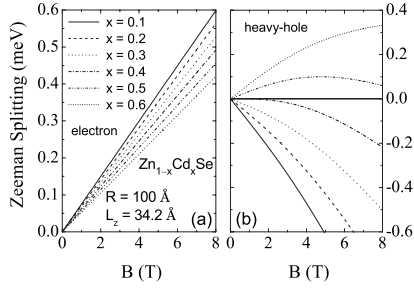 Zeeman Splitting (meV)
0.6
0.5
0.4
0.3
0.2
0.1
0.0
x = 0.1
x = 0.2
x = 0.3
x = 0.4
x = 0.5
x = 0.6
electron
Zn1-xCdxSe
R = 100 Å
Lz = 34.2 Å
(a)
0 2 4 6 8
B (T)
heavy-hole
(b)
0 2 4 6 8
B (T)
0.4
0.2
0.0
-0.2
-0.4
-0.6